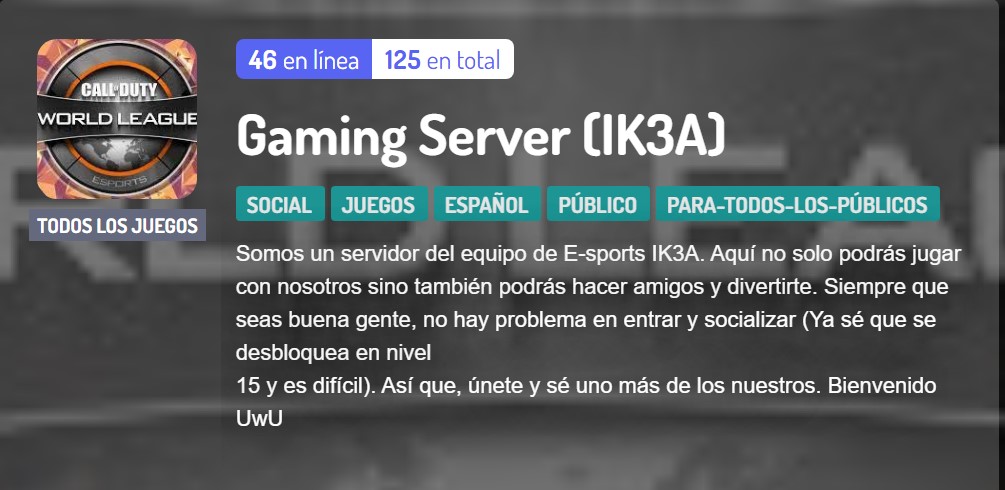 46 en línea 125 en total
CALL OF DUTY
WORLD LEAGUE
ESPORTS
Gaming Server (IK3A)
SOCIAL JUEGOS ESPAÑOL PÚBLICO PARA-TODOS-LOS-PÚBLICOS
TODOS LOS JUEGOS
Somos un servidor del equipo de E-sports IK3A. Aquí no solo podrás jugar
con nosotros sino también podrás hacer amigos y divertirte. Siempre que
seas buena gente, no hay problema en entrar y socializar (Ya sé que se
desbloquea en nivel
15 y es difícil). Así que, únete y sé uno más de los nuestros. Bienvenido
UwU